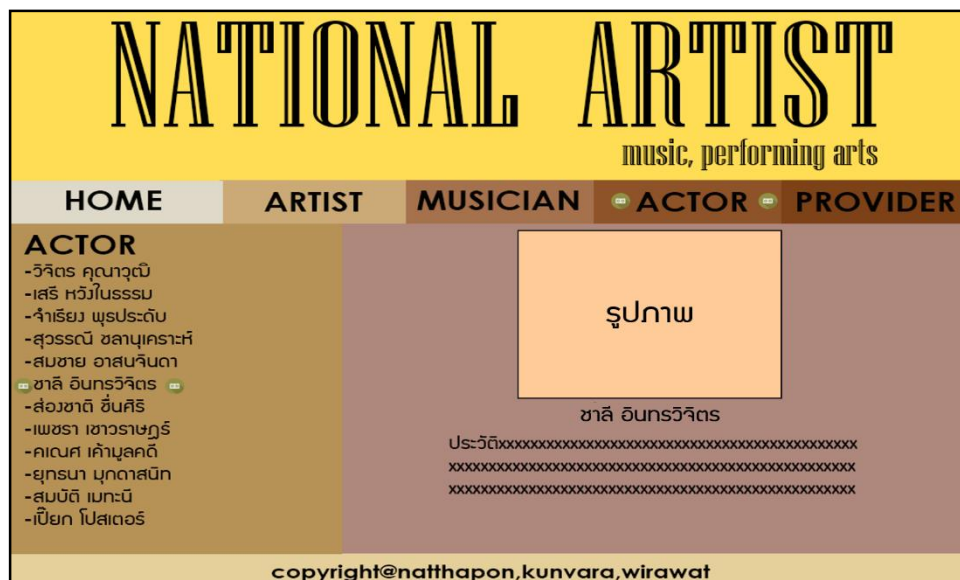 NATIONAL ARTIST
music, performing arts
HOME ARTIST MUSICIAN ACTOR PROVIDER
ACTOR
-วิจิตร คุณาวุฒิ
-เสรี หวังในธรรม
-จำเรียง พุธประดับ
-สุวรรณี ชลานุเคราะห์
-สมชาย อาสนจินดา
ชาลี อินทรวิจิตร
-ส่องชาติ ชื่นศิริ
-เพชรา เชาวราษฎร์
-คเณศ เค้ามูลคดี
-ยุทธนา มุกดาสนิท
-สมบัติ เมทะนี
-เปี๊ยก โปสเตอร์
รูปภาพ
ชาลี อินทรวิจิตร
ประวัติxxxxxxxxxxxxxxxxxxxxxxxxxxxxxxxxxxxxxxxxxxxxx
xxxxxxxxxxxxxxxxxxxxxxxxxxxxxxxxxxxxxxxxxxxxxxxxxxx
xxxxxxxxxxxxxxxxxxxxxxxxxxxxxxxxxxxxxxxxxxxxxxxxxxx
copyright@natthapon,kunvara,wirawat